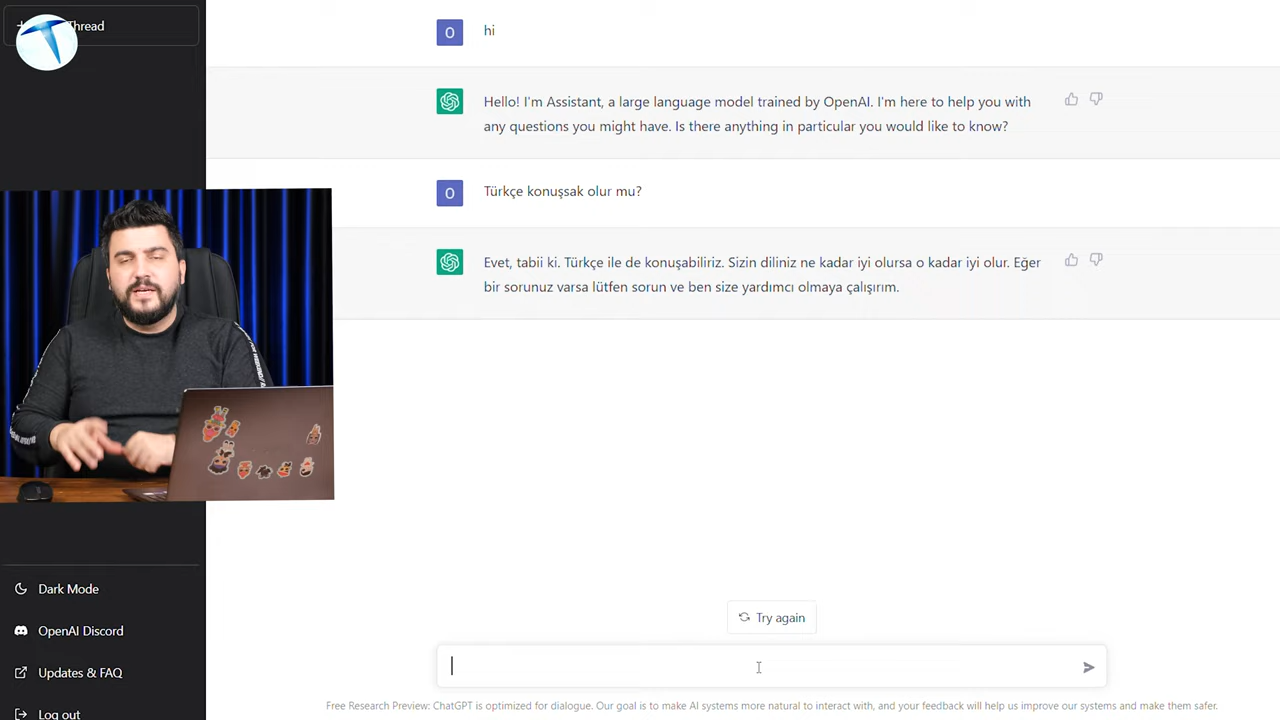 Thread
O
hi
Hello! I'm Assistant, a large language model trained by OpenAI. I'm here to help you with
any questions you might have. Is there anything in particular you would like to know?
O
Türkçe konuşsak olur mu?
Evet, tabii ki. Türkçe ile de konuşabiliriz. Sizin diliniz ne kadar iyi olursa o kadar iyi olur. Eğer
bir sorunuz varsa lütfen sorun ve ben size yardımcı olmaya çalışırım.
Dark Mode
OpenAI Discord
Updates & FAQ
Log out
Try again
Free Research Preview: ChatGPT is optimized for dialogue. Our goal is to make AI systems more natural to interact with, and your feedback will help us improve our systems and make them safer.